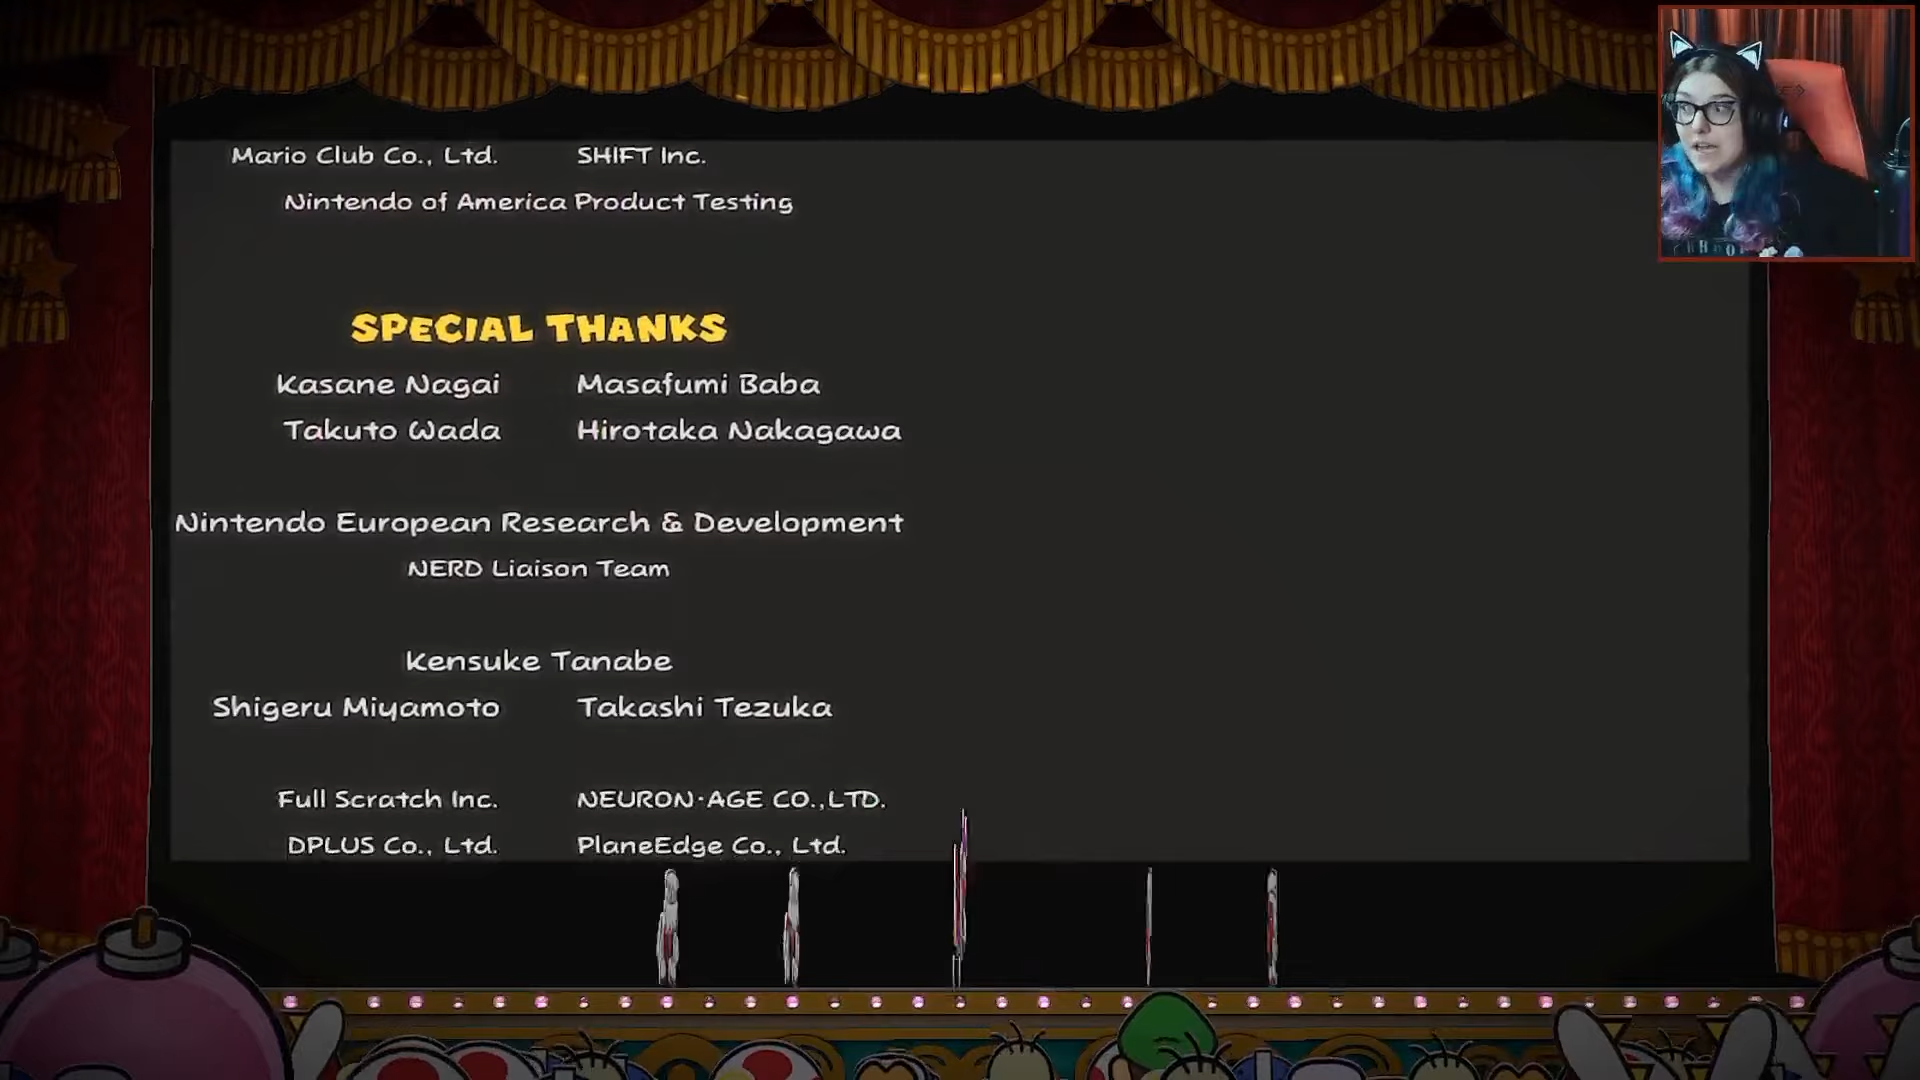 Mario Club Co., Ltd. SHIFT Inc.
Nintendo of America Product Testing
SPECIAL THANKS
Kasane Nagai Masafumi Baba
Takuto Wada Hirotaka Nakagawa
Nintendo European Research & Development
NERD Liaison Team
Kensuke Tanabe
Shigeru Miyamoto Takashi Tezuka
Full Scratch Inc. NEURON·AGE CO.,LTD.
DPLUS Co., Ltd. PlaneEdge Co., Ltd.